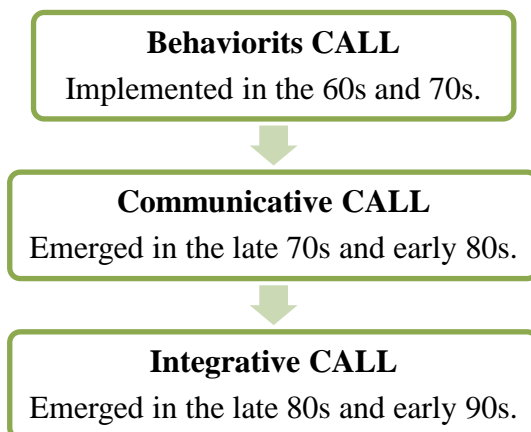 Behaviorits CALL
Implemented in the 60s and 70s.
Communicative CALL
Emerged in the late 70s and early 80s.
Integrative CALL
Emerged in the late 80s and early 90s.